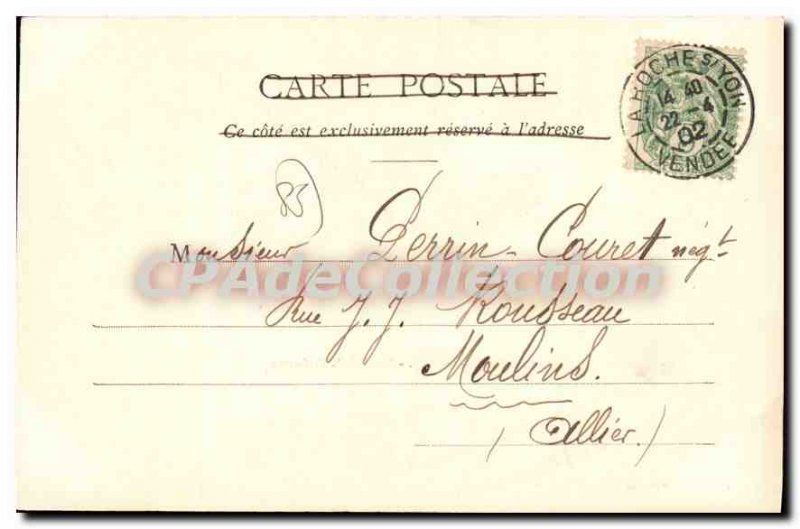 CARTE POSTALE
Ce côté est exclusivement réservé à l'adresse
LA ROCHE S/ YON
14 40
22 - 4
02
VENDÉE
85
Monsieur Perrin-Couret négt
CPAdeCollection
Rue J. J. Rousseau
Moulins.
(Allier.)